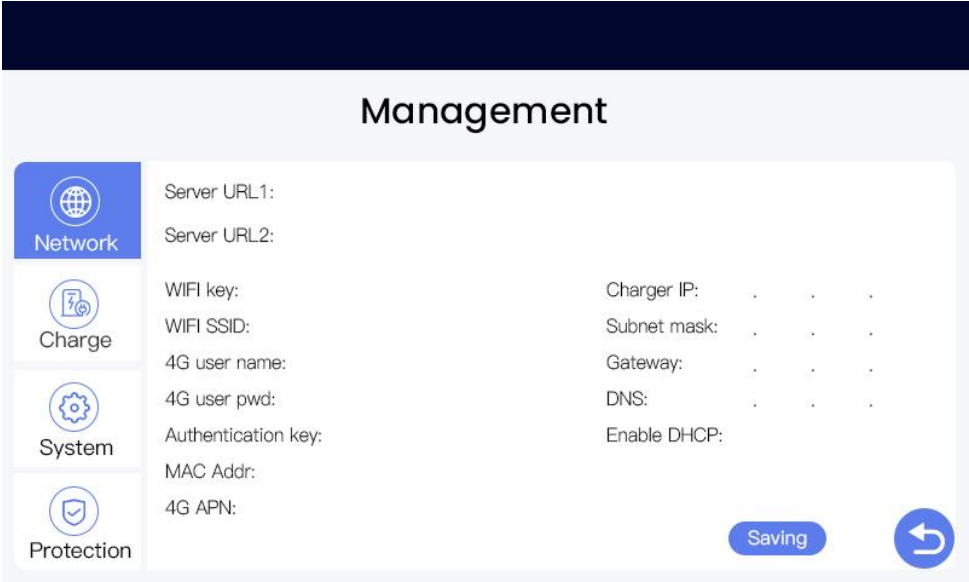 Management
Network
Server URL1:
Server URL2:
WIFI key:
WIFI SSID:
4G user name:
4G user pwd:
Authentication key:
MAC Addr:
4G APN:
Charger IP: . . .
Subnet mask: . . .
Gateway: . . .
DNS: . . .
Enable DHCP:
Charge
System
Protection
Saving